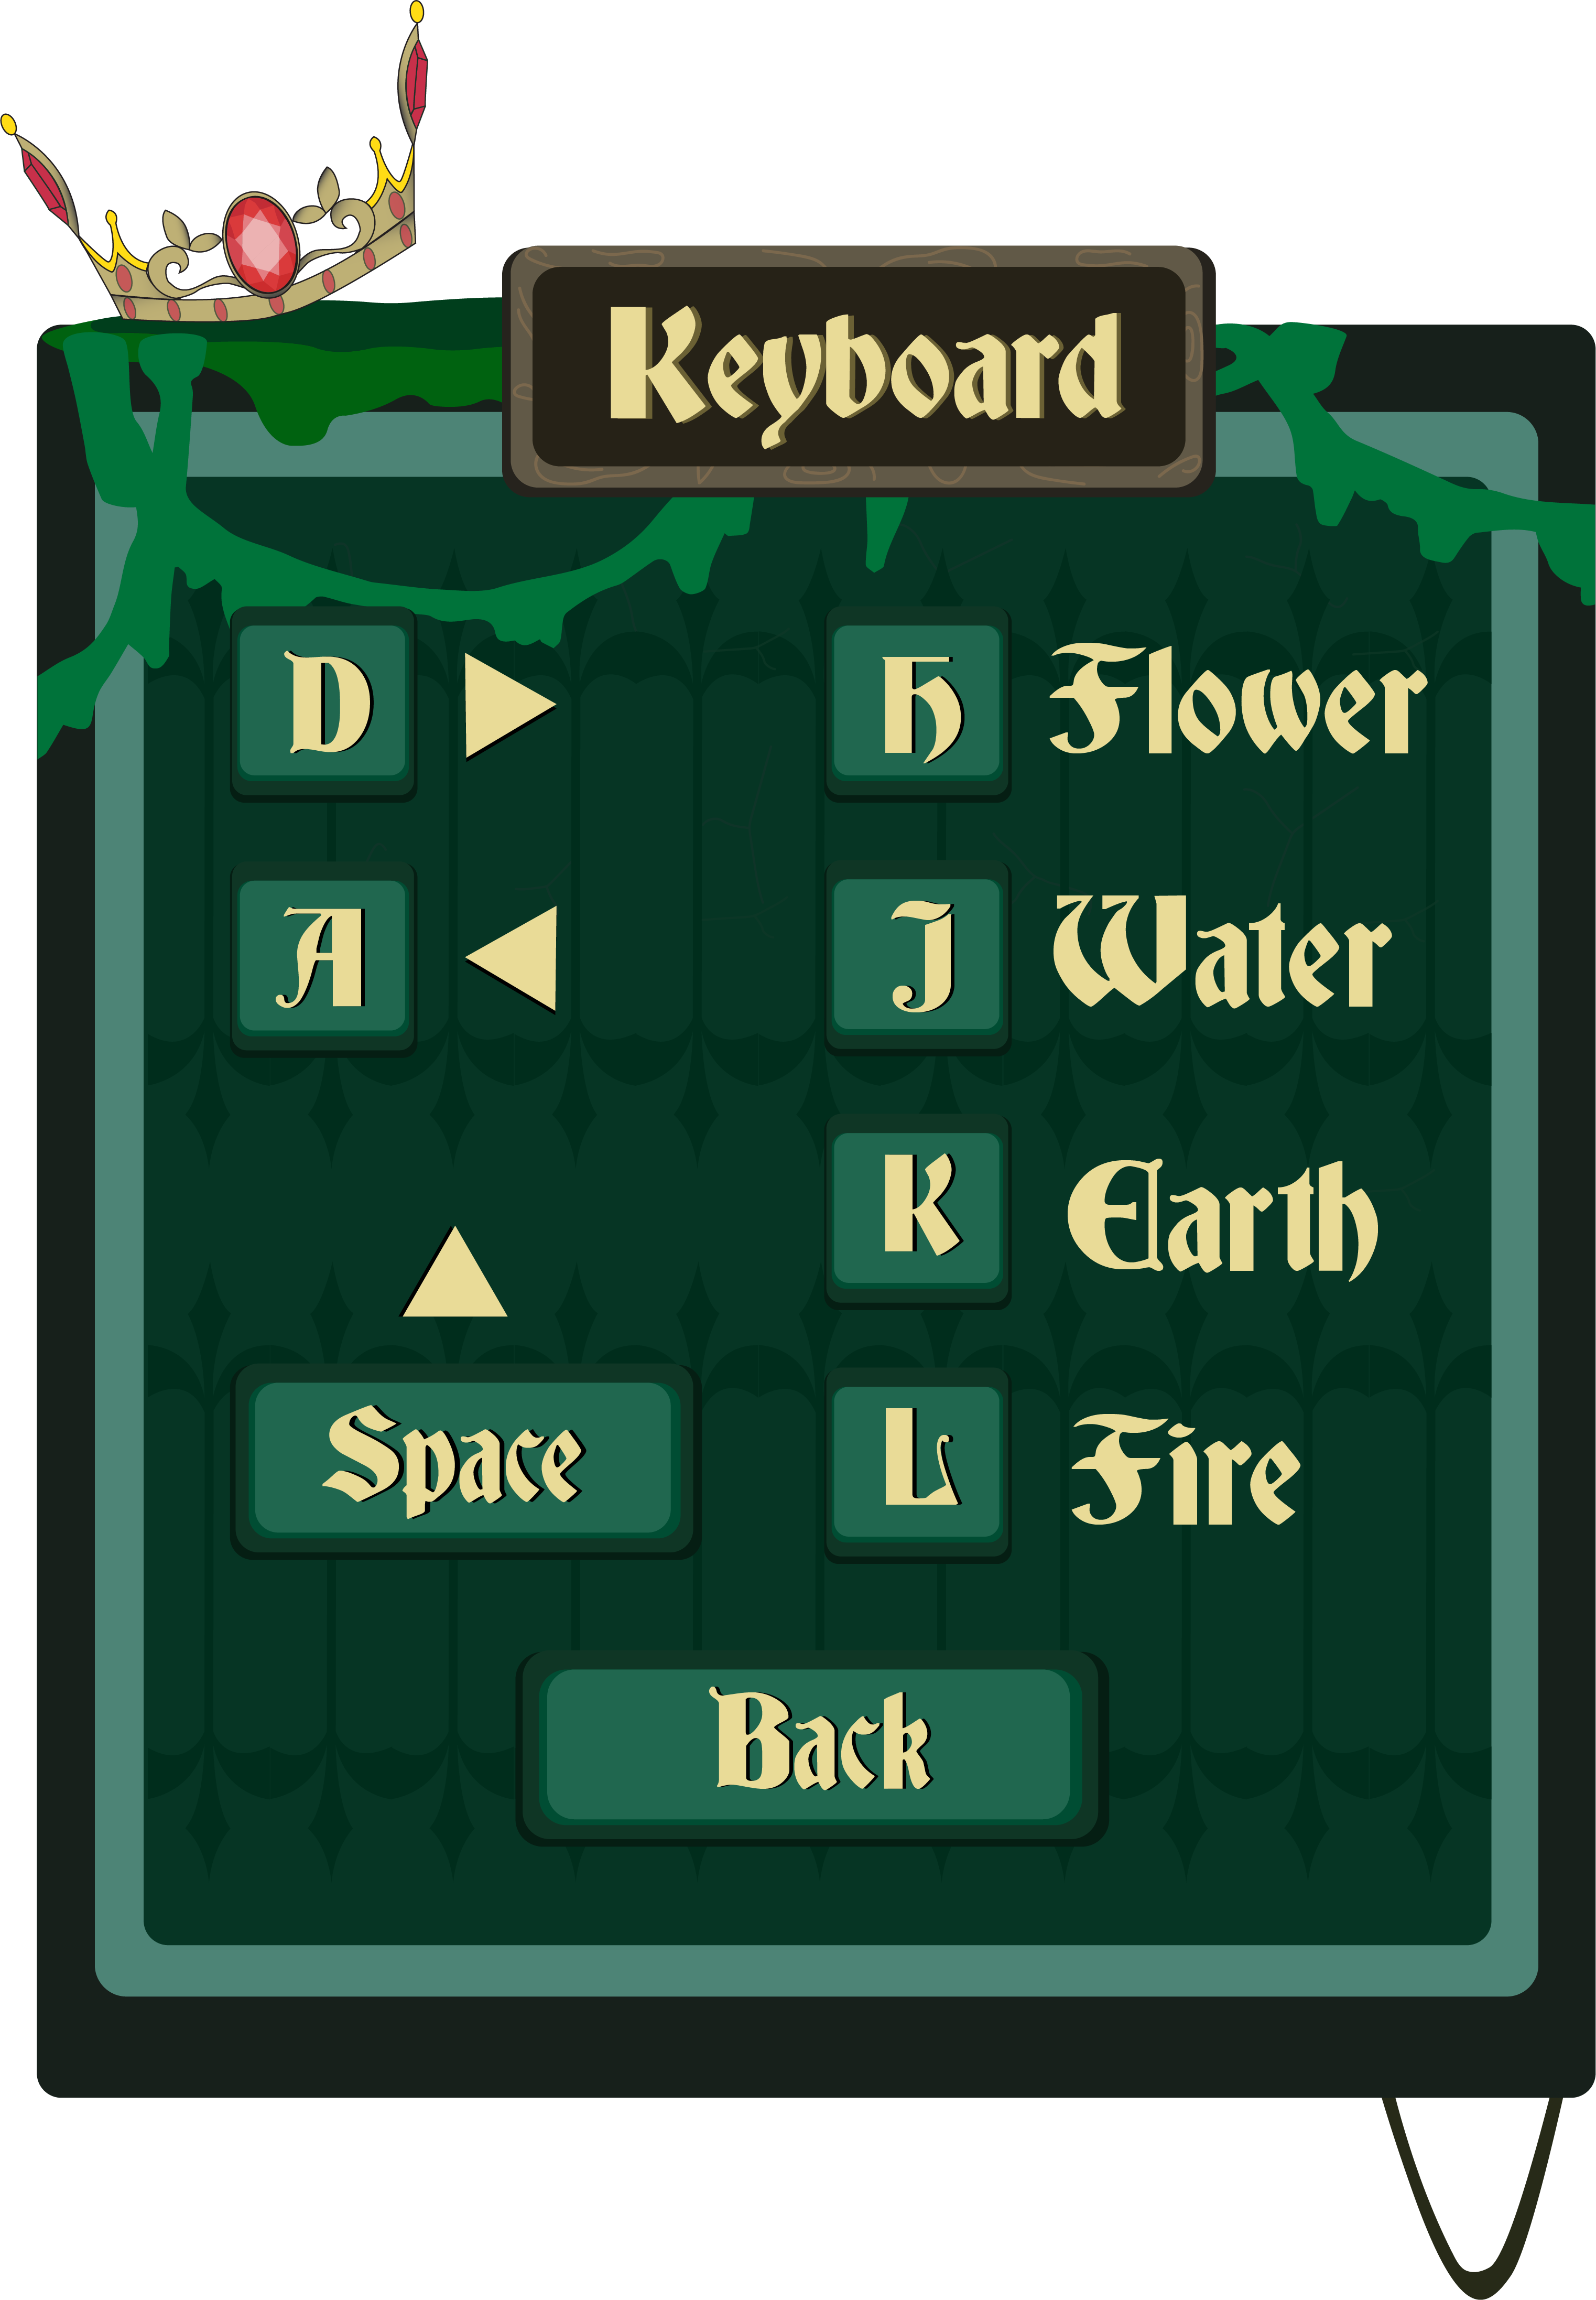 Keyboard
D
H Flower
A
J Water
K Earth
Space
L Fire
Back